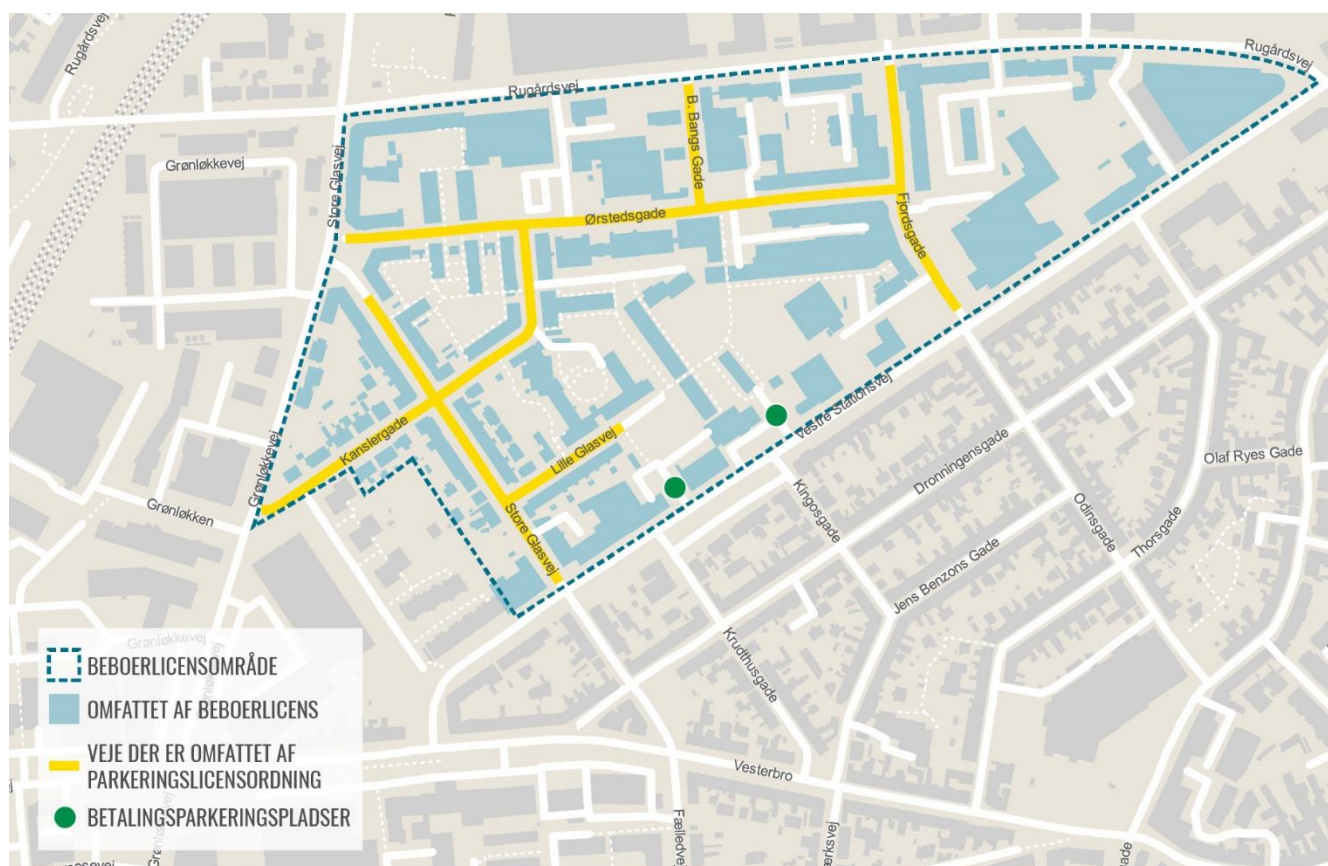 Rugårdsvej
Rugårdsvej
Rugårdsvej
Grønløkkevej
Store Glasvej
B. Bangs Gade
Ørstedsgade
Fjordsgade
Vestre Stationsvej
Kanslergade
Lille Glasvej
Grønløkkevej
Grønløkken
Store Glasvej
Kingosgade
Dronningensgade
Olaf Ryes Gade
Odinsgade
Thorsgade
Jens Benzons Gade
Krudthusgade
Grønløkkevej
BEBOERLICENSOMRÅDE
OMFATTET AF BEBOERLICENS
VEJE DER ER OMFATTET AF
PARKERINGSLICENSORDNING
BETALINGSPARKERINGSPLADSER
Vesterbro